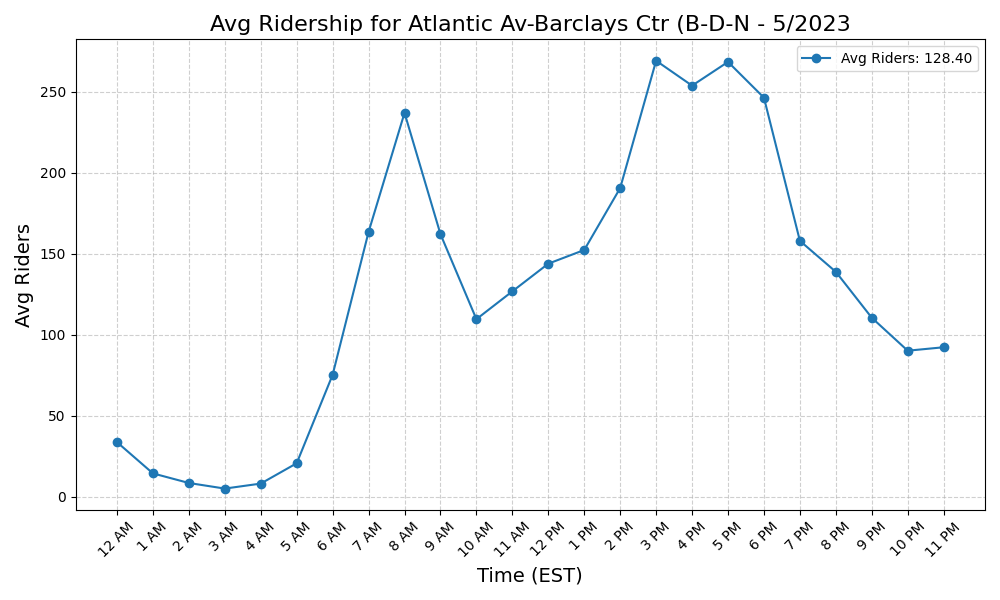 Avg Ridership for Atlantic Av-Barclays Ctr (B-D-N - 5/2023
Avg Riders: 128.40
Avg Riders
250
200
150
100
50
0
12 AM
1 AM
2 AM
3 AM
4 AM
5 AM
6 AM
7 AM
8 AM
9 AM
10 AM
11 AM
12 PM
1 PM
2 PM
3 PM
4 PM
5 PM
6 PM
7 PM
8 PM
9 PM
10 PM
11 PM
Time (EST)